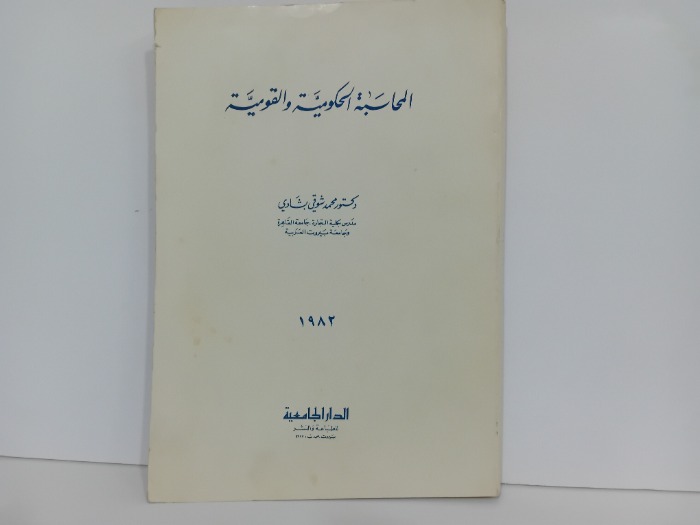 المحاسبة الحكومية والقومية
دكتور محمد شوقي بشادي
مدرس بكلية التجارة . جامعة القاهرة
وجامعة بيروت العربية
١٩٨٢
الدار الجامعية
للطباعة والنشر
بيروت